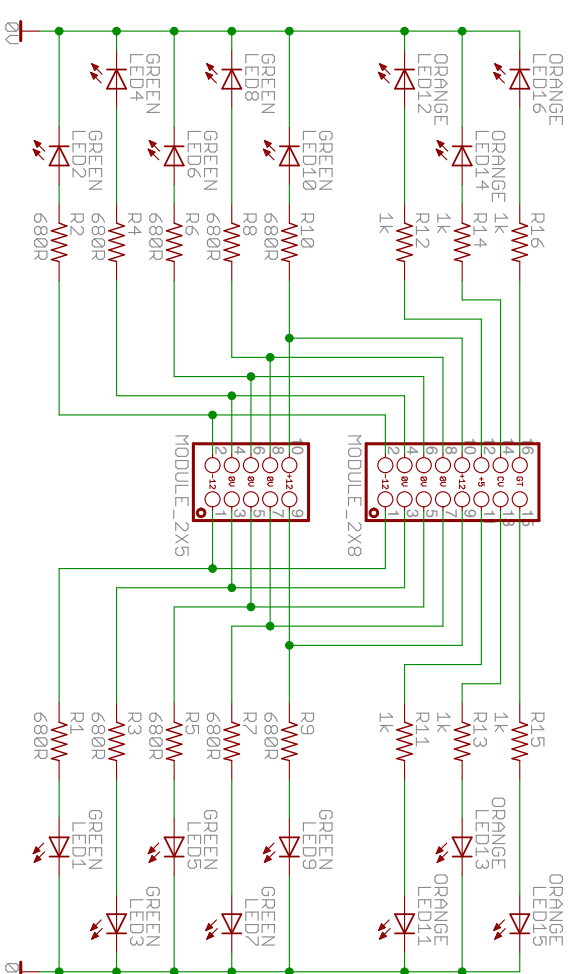 0V
GREEN
LED4
GREEN
LED8
ORANGE
LED12
ORANGE
LED16
GREEN
LED2
GREEN
LED6
GREEN
LED10
ORANGE
LED14
R2
680R
R4
680R
R6
680R
R8
680R
R10
R12
1k
R14
1k
R16
MODULE_2X5
2 4 6 8 10
-12 0V 0V 0V +12
1 3 5 7 9
MODULE_2X8
2 4 6 8 10 12 14 16
-12 0V 0V 0V +12 +5 CV GT
1 3 5 7 9 11 13 15
R1
680R
R3
680R
R5
680R
R7
680R
R9
R11
1k
R13
1k
R15
GREEN
LED1
GREEN
LED5
GREEN
LED9
ORANGE
LED13
GREEN
LED3
GREEN
LED7
ORANGE
LED11
ORANGE
LED15
0